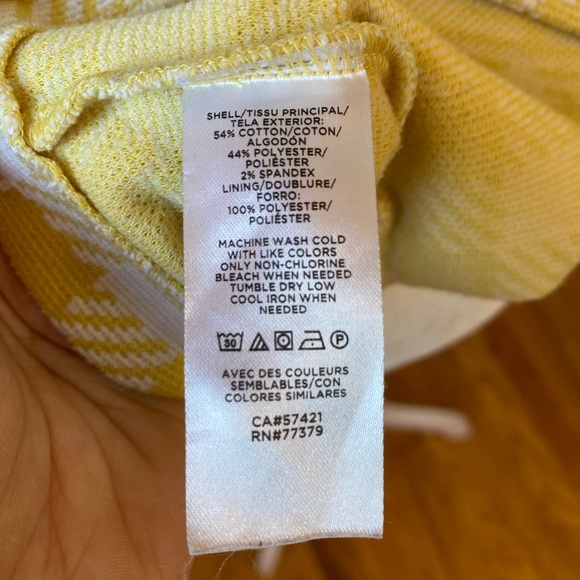 SHELL/TISSU PRINCIPAL/
TELA EXTERIOR:
54% COTTON/COTON/
ALGODÓN
44% POLYESTER/
POLIÉSTER
2% SPANDEX
LINING/DOUBLURE/
FORRO:
100% POLYESTER/
POLIÉSTER
MACHINE WASH COLD
WITH LIKE COLORS
ONLY NON-CHLORINE
BLEACH WHEN NEEDED
TUMBLE DRY LOW
COOL IRON WHEN
NEEDED
30 P
AVEC DES COULEURS
SEMBLABLES/CON
COLORES SIMILARES
CA#57421
RN#77379